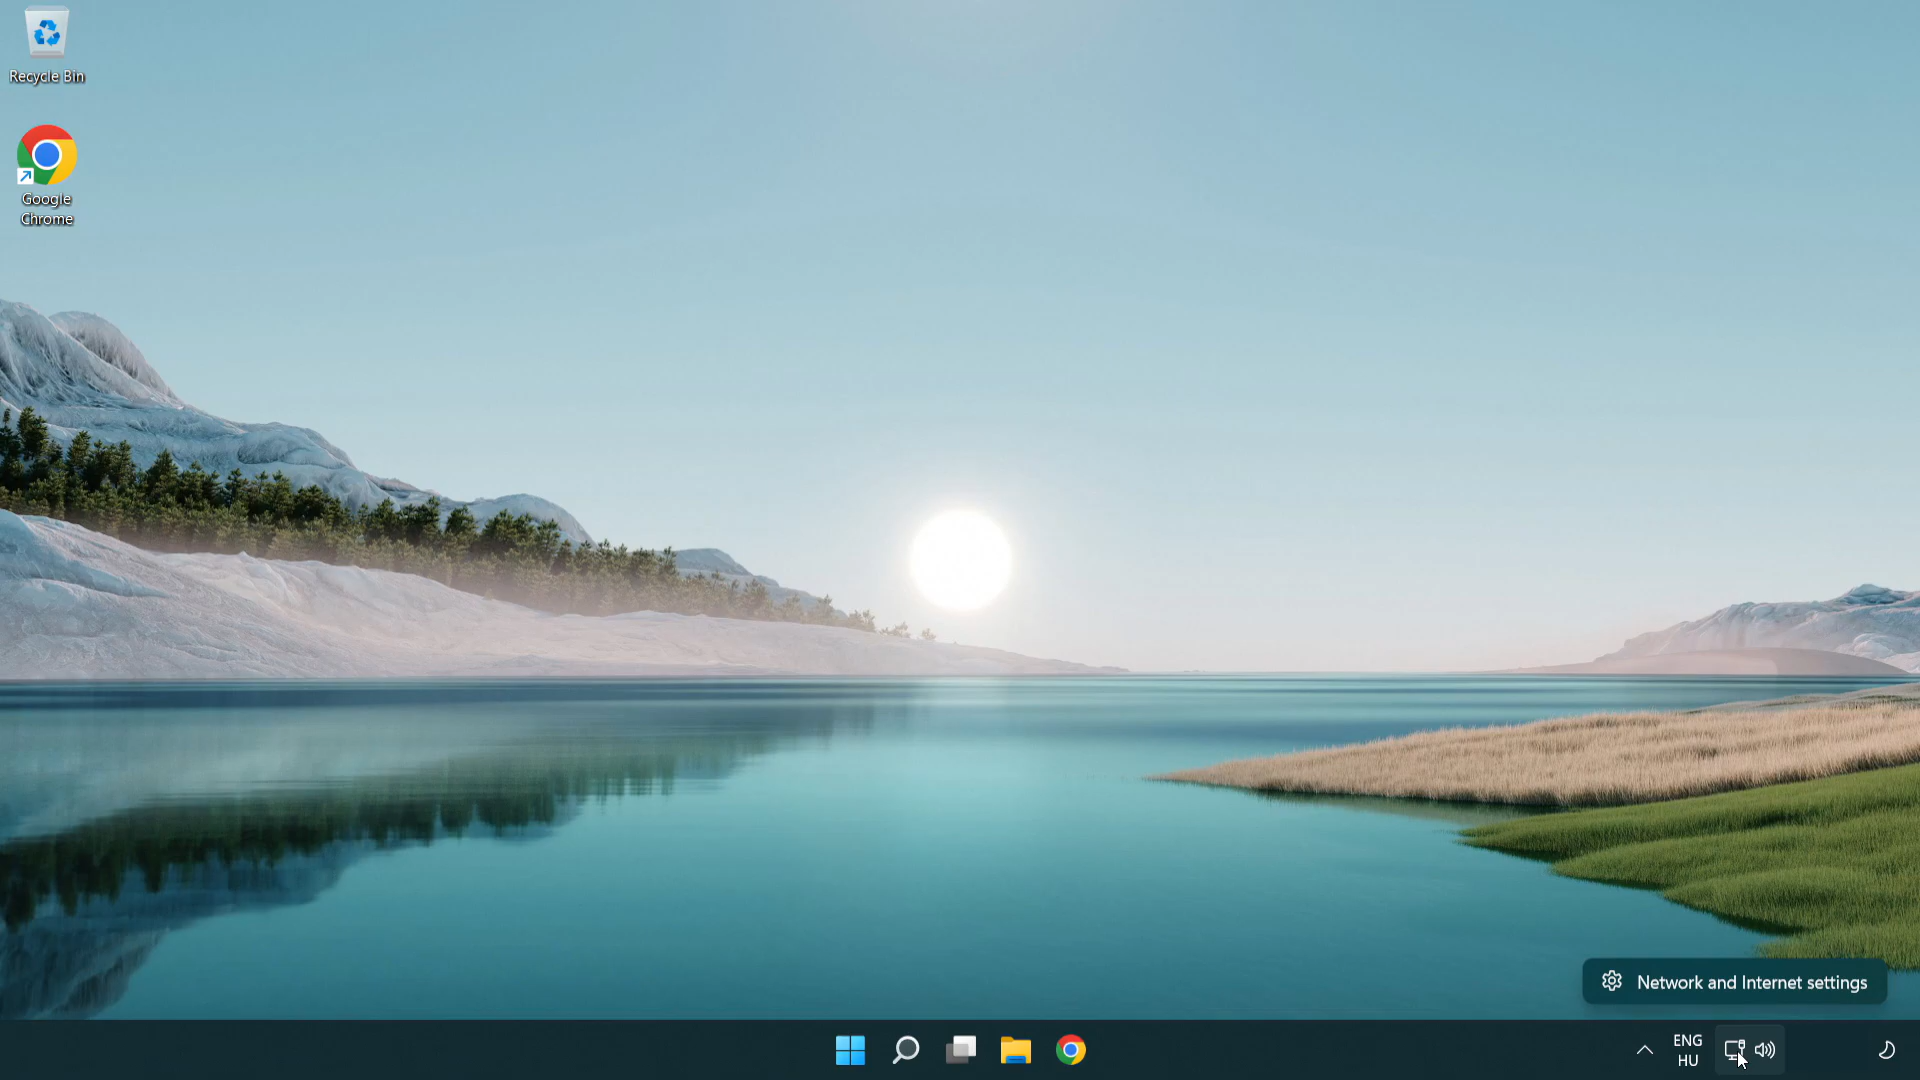 Recycle Bin
Google
Chrome
Network and Internet settings
ENG
HU